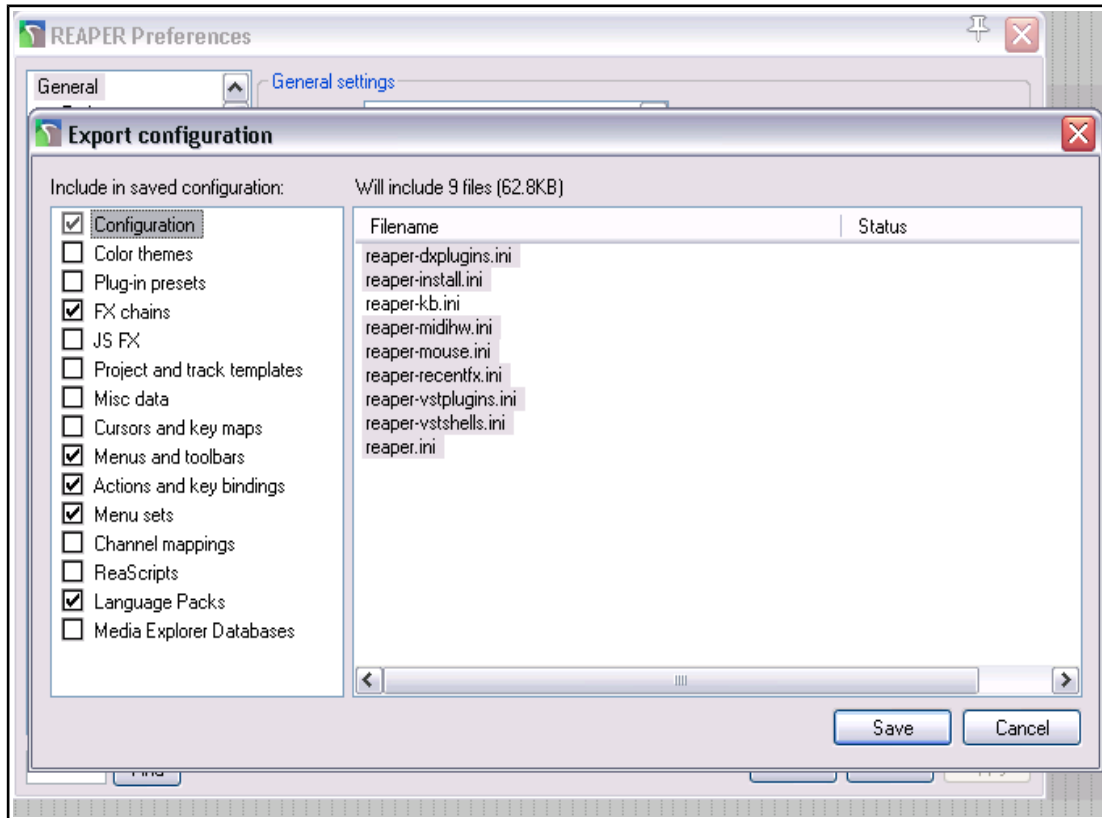 REAPER Preferences
General
General settings
Export configuration
Include in saved configuration:
Will include 9 files (62.8KB)
Configuration
Color themes
Plug-in presets
FX chains
JS FX
Project and track templates
Misc data
Cursors and key maps
Menus and toolbars
Actions and key bindings
Menu sets
Channel mappings
ReaScripts
Language Packs
Media Explorer Databases
Filename
Status
reaper-dxplugins.ini
reaper-install.ini
reaper-kb.ini
reaper-midihw.ini
reaper-mouse.ini
reaper-recentfx.ini
reaper-vstplugins.ini
reaper-vstshells.ini
reaper.ini
Save
Cancel